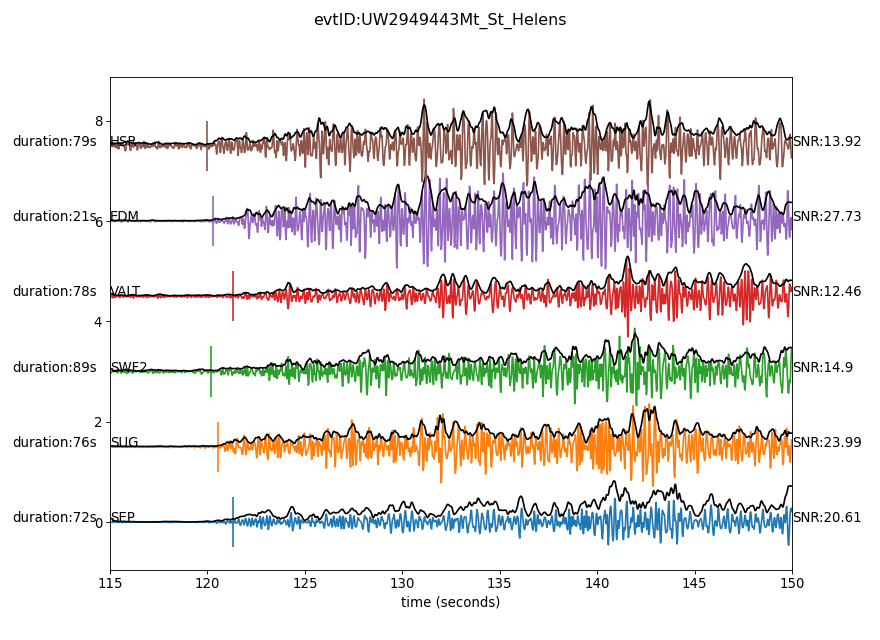 evtID:UW2949443Mt_St_Helens
8
duration:79s HSR SNR:13.92
duration:21s EDM SNR:27.73
6
duration:78s VALT SNR:12.46
4
duration:89s SWF2 SNR:14.9
2
duration:76s SUG SNR:23.99
duration:72s SEP SNR:20.61
0
115 120 125 130 135 140 145 150
time (seconds)